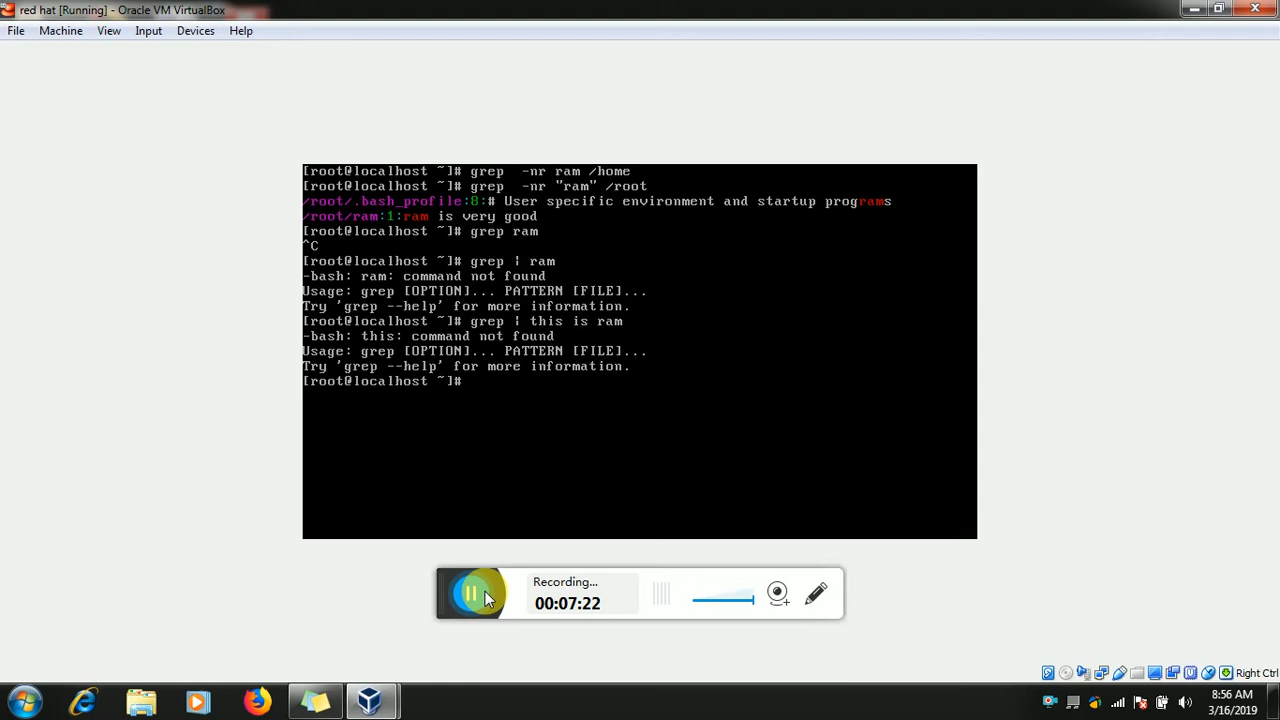 red hat [Running] - Oracle VM VirtualBox
File Machine View Input Devices Help
[root@localhost ~]# grep  -nr ram /home
[root@localhost ~]# grep  -nr "ram" /root
/root/.bash_profile:8:# User specific environment and startup programs
/root/ram:1:ram is very good
[root@localhost ~]# grep ram
^C
[root@localhost ~]# grep | ram
-bash: ram: command not found
Usage: grep [OPTION]... PATTERN [FILE]...
Try 'grep --help' for more information.
[root@localhost ~]# grep | this is ram
-bash: this: command not found
Usage: grep [OPTION]... PATTERN [FILE]...
Try 'grep --help' for more information.
[root@localhost ~]#
Recording...
00:07:22
Right Ctrl
8:56 AM
3/16/2019